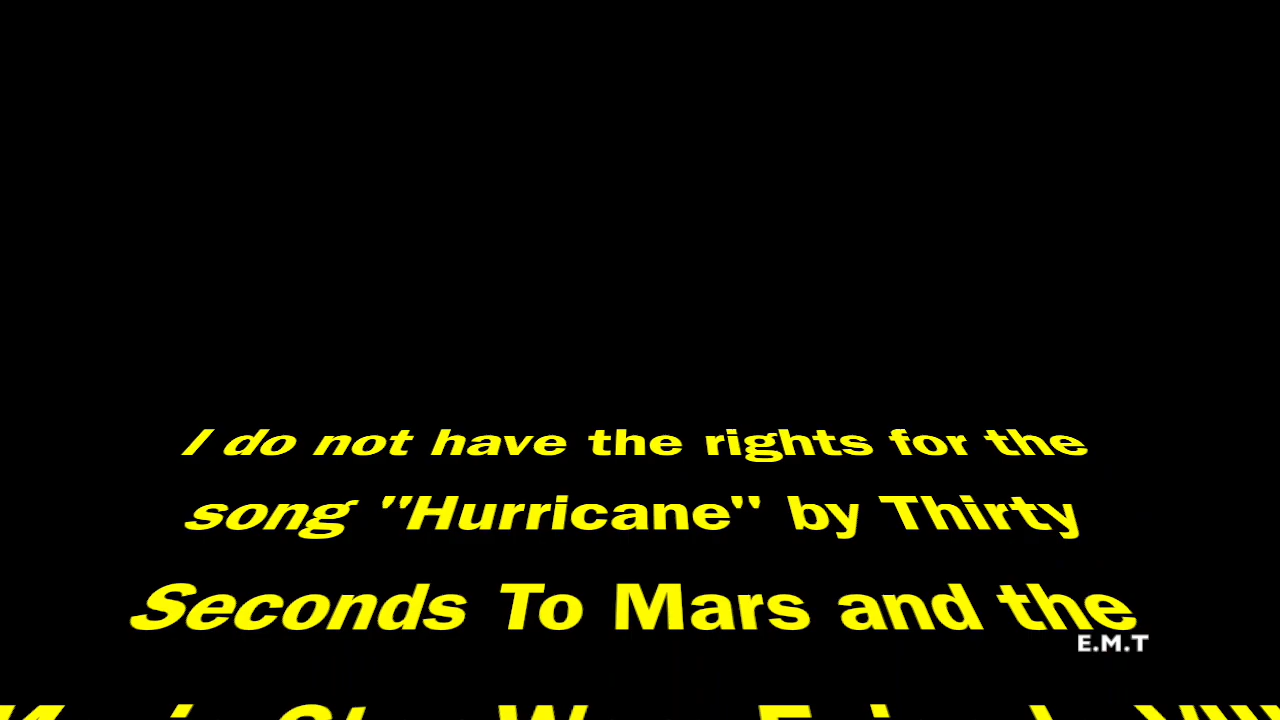 I do not have the rights for the
song "Hurricane" by Thirty
Seconds To Mars and the
E.M.T